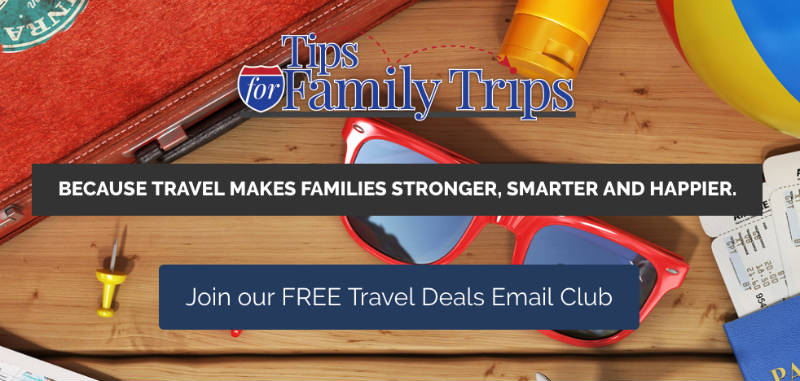 Tips
for Family Trips
BECAUSE TRAVEL MAKES FAMILIES STRONGER, SMARTER AND HAPPIER.
Join our FREE Travel Deals Email Club